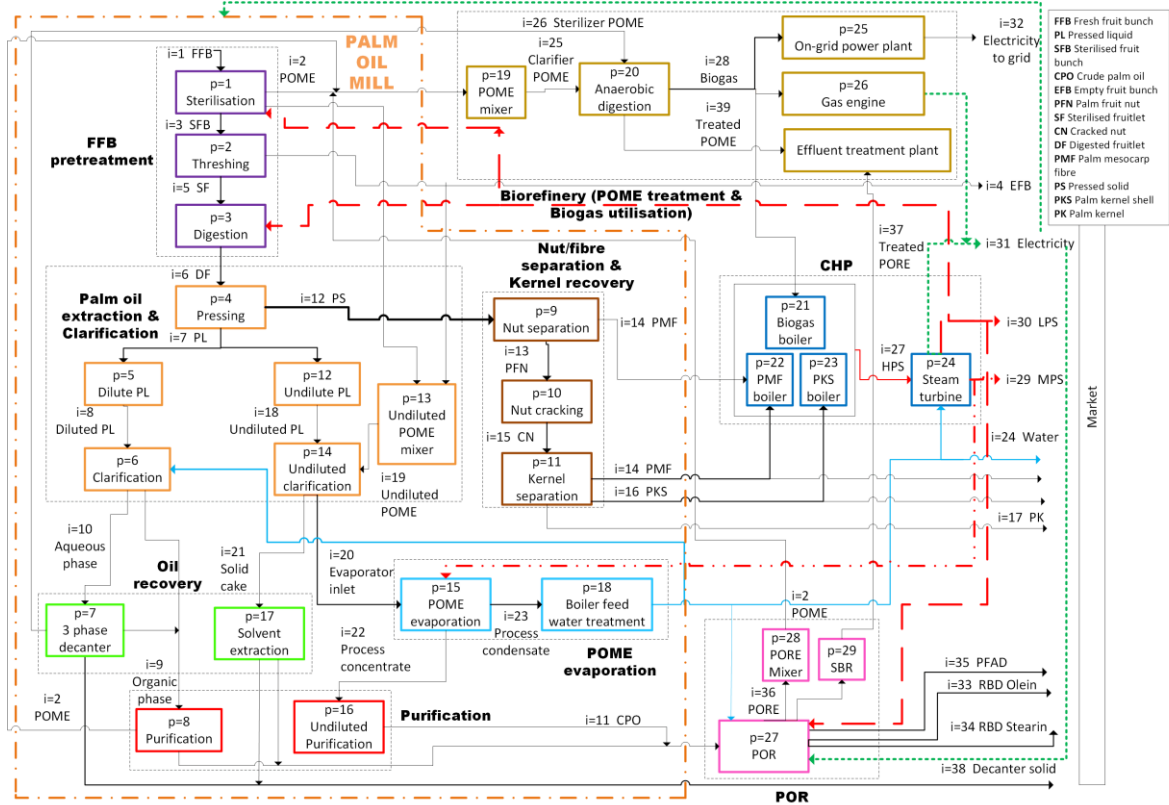 i=26 Sterilizer POME
i=1 FFB
i=2
POME
PALM
OIL
MILL
i=25
Clarifier
POME
p=25
On-grid power plant
i=32
Electricity
to grid
p=1
Sterilisation
p=19
POME
mixer
p=20
Anaerobic
digestion
i=28
Biogas
p=26
Gas engine
i=39
Treated
POME
i=3 SFB
FFB
pretreatment
p=2
Threshing
Effluent treatment plant
i=5 SF
i=4 EFB
Biorefinery (POME treatment &
Biogas utilisation)
p=3
Digestion
i=37
Treated
PORE
i=31 Electricity
i=6 DF
Nut/fibre
separation &
Kernel recovery
CHP
Palm oil
extraction &
Clarification
p=4
Pressing
i=12 PS
p=9
Nut separation
i=14 PMF
p=21
Biogas
boiler
i=30 LPS
i=7 PL
i=13
PFN
i=27
HPS
p=5
Dilute PL
p=12
Undilute PL
p=13
Undiluted
POME
mixer
p=10
Nut cracking
p=22
PMF
boiler
p=23
PKS
boiler
p=24
Steam
turbine
i=29 MPS
i=8
Diluted PL
i=18
Undiluted PL
i=15 CN
i=24 Water
p=6
Clarification
p=14
Undiluted
clarification
i=19
Undiluted
POME
p=11
Kernel
separation
i=14 PMF
i=16 PKS
i=17 PK
i=10
Aqueous
phase
Oil
recovery
i=21
Solid
cake
i=20
Evaporator
inlet
p=15
POME
evaporation
p=18
Boiler feed
water treatment
i=2
POME
p=7
3 phase
decanter
p=17
Solvent
extraction
i=22
Process
concentrate
i=23
Process
condensate
POME
evaporation
p=28
PORE
Mixer
p=29
SBR
i=9
Organic
phase
i=2
POME
i=36
PORE
i=35 PFAD
i=33 RBD Olein
p=8
Purification
p=16
Undiluted
Purification
Purification
i=11 CPO
p=27
POR
i=34 RBD Stearin
i=38 Decanter solid
POR
Market
FFB Fresh fruit bunch
PL Pressed liquid
SFB Sterilised fruit
bunch
CPO Crude palm oil
EFB Empty fruit bunch
PFN Palm fruit nut
SF Sterilised fruitlet
CN Cracked nut
DF Digested fruitlet
PMF Palm mesocarp
fibre
PS Pressed solid
PKS Palm kernel shell
PK Palm kernel